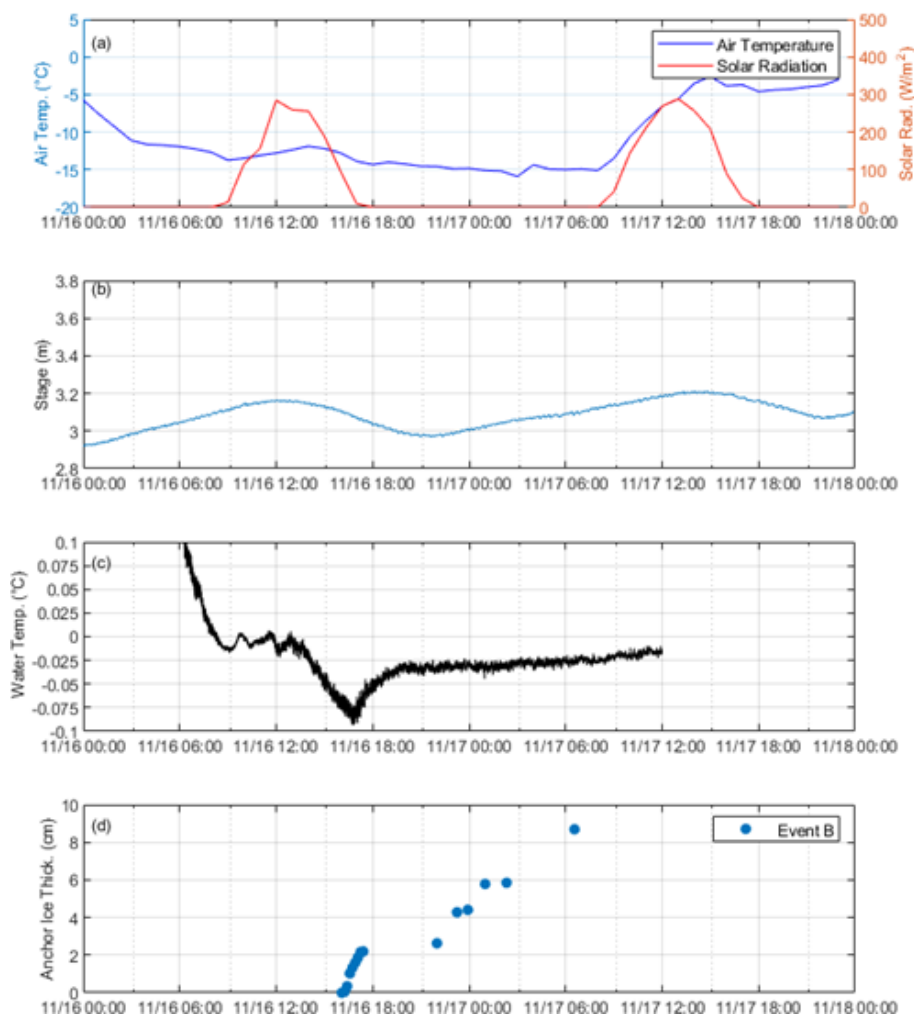 (a)
Air Temperature
Solar Radiation
Air Temp. (°C)
5
0
-5
-10
-15
-20
Solar Rad. (W/m²)
500
400
300
200
100
0
11/16 00:00 11/16 06:00 11/16 12:00 11/16 18:00 11/17 00:00 11/17 06:00 11/17 12:00 11/17 18:00 11/18 00:00
(b)
Stage (m)
3.8
3.6
3.4
3.2
3
2.8
11/16 00:00 11/16 06:00 11/16 12:00 11/16 18:00 11/17 00:00 11/17 06:00 11/17 12:00 11/17 18:00 11/18 00:00
(c)
Water Temp. (°C)
0.1
0.075
0.05
0.025
0
-0.025
-0.05
-0.075
-0.1
11/16 00:00 11/16 06:00 11/16 12:00 11/16 18:00 11/17 00:00 11/17 06:00 11/17 12:00 11/17 18:00 11/18 00:00
(d)
Event B
Anchor Ice Thick. (cm)
10
8
6
4
2
0
11/16 00:00 11/16 06:00 11/16 12:00 11/16 18:00 11/17 00:00 11/17 06:00 11/17 12:00 11/17 18:00 11/18 00:00